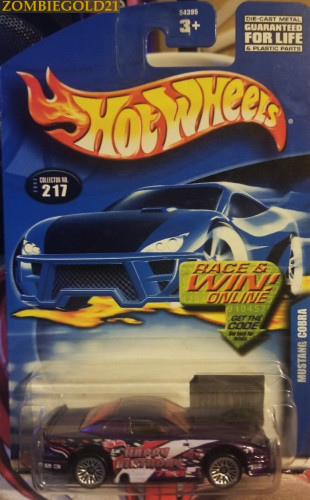 ZOMBIEGOLD21
54395
3+
DIE-CAST METAL
GUARANTEED
FOR LIFE
& PLASTIC PARTS
HOT WHEELS
COLLECTOR NO.
217
RACE &
WIN!
ONLINE
GET THE
CODE!
MUSTANG COBRA